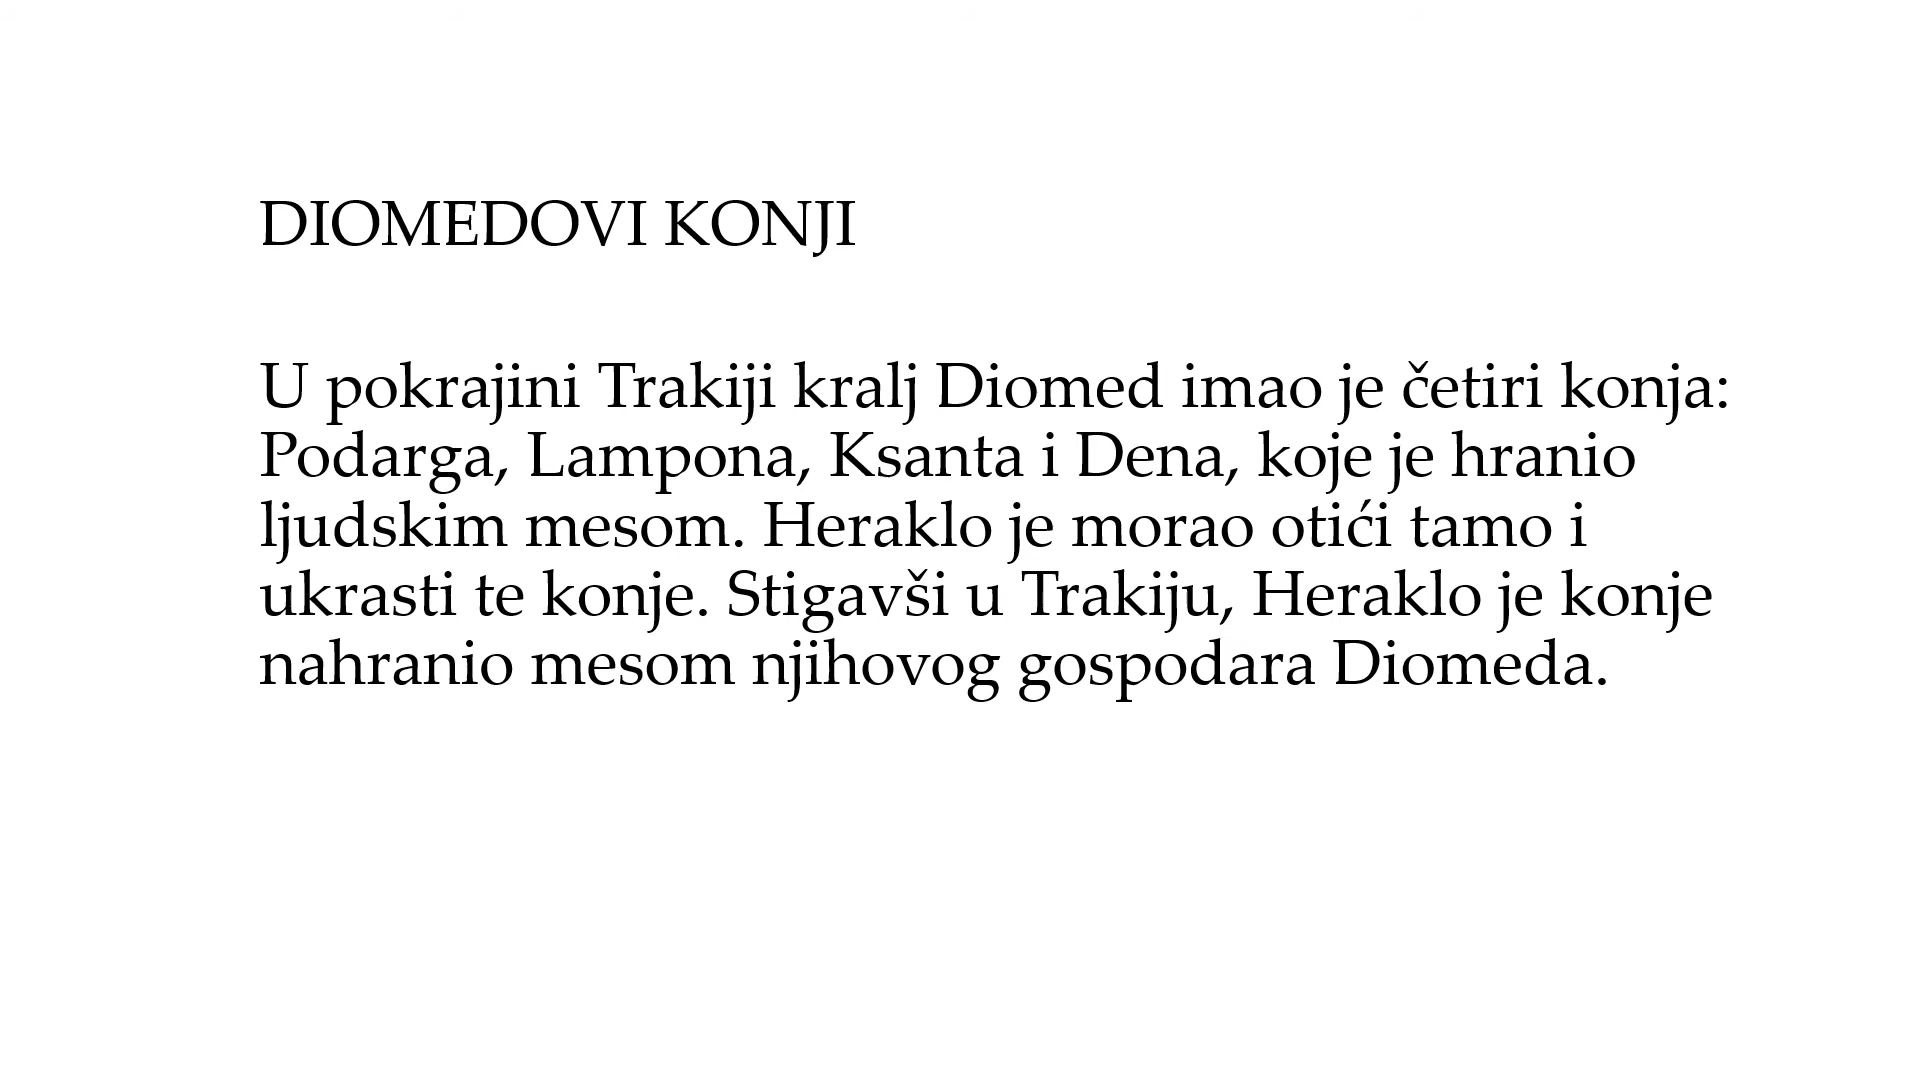 DIOMEDOVI KONJI
U pokrajini Trakiji kralj Diomed imao je četiri konja:
Podarga, Lampona, Ksanta i Dena, koje je hranio
ljudskim mesom. Heraklo je morao otići tamo i
ukrasti te konje. Stigavši u Trakiju, Heraklo je konje
nahranio mesom njihovog gospodara Diomeda.